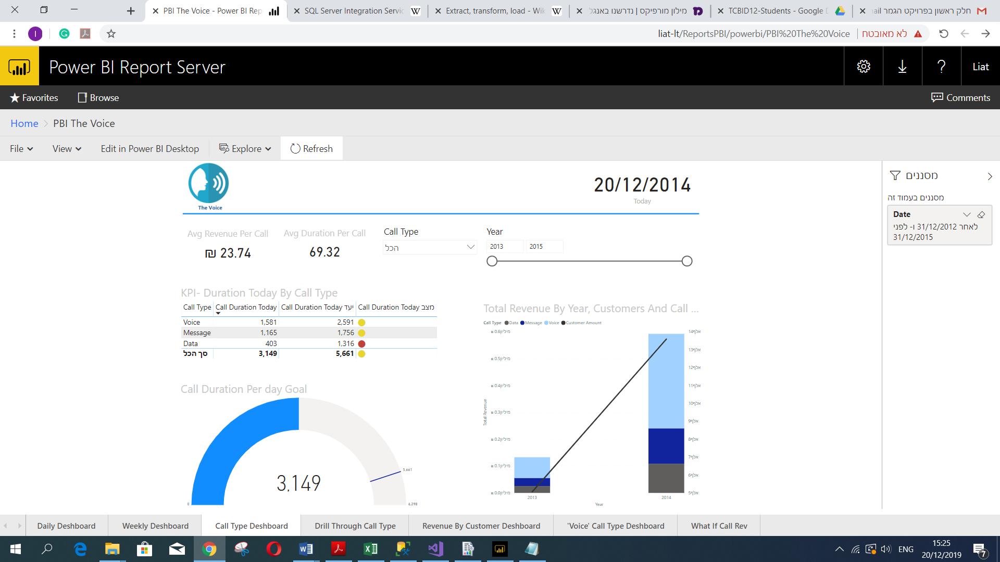 PBI The Voice - Power BI Rep
SQL Server Integration Servic
Extract, transform, load - Wik
מילון מורפיקס | נדרשנו באנגל
TCBID12-Students - Google D
חלק ראשון בפרויקט הגמר
liat-lt/ReportsPBI/powerbi/PBI%20The%20Voice
לא מאובטח
Power BI Report Server
Liat
Favorites
Browse
Comments
Home > PBI The Voice
File
View
Edit in Power BI Desktop
Explore
Refresh
The Voice
20/12/2014
Today
מסננים
מסננים בעמוד זה
Date
לאחר 31/12/2012 ו- לפני
31/12/2015
Avg Revenue Per Call
₪ 23.74
Avg Duration Per Call
69.32
Call Type
הכל
Year
2013 2015
KPI- Duration Today By Call Type
Call Type Call Duration Today Call Duration Today יעד Call Duration Today מצב
Voice 1,581 2,591
Message 1,165 1,756
Data 403 1,316
סך הכל 3,149 5,661
Call Duration Per day Goal
3,149
0
5,661
6,298
Total Revenue By Year, Customers And Call ...
Call Type Data Message Voice Customer Amount
Total Revenue
₪ 0.6מיליון
₪ 0.5מיליון
₪ 0.4מיליון
₪ 0.3מיליון
₪ 0.2מיליון
₪ 0.1מיליון
₪ 0.0מיליון
14אלף
13אלף
12אלף
11אלף
10אלף
9אלף
8אלף
7אלף
6אלף
5אלף
2013 2014
Year
Daily Deshboard
Weekly Deshboard
Call Type Deshboard
Drill Through Call Type
Revenue By Customer Deshboard
'Voice' Call Type Deshboard
What If Call Rev
ENG
15:25
20/12/2019
7